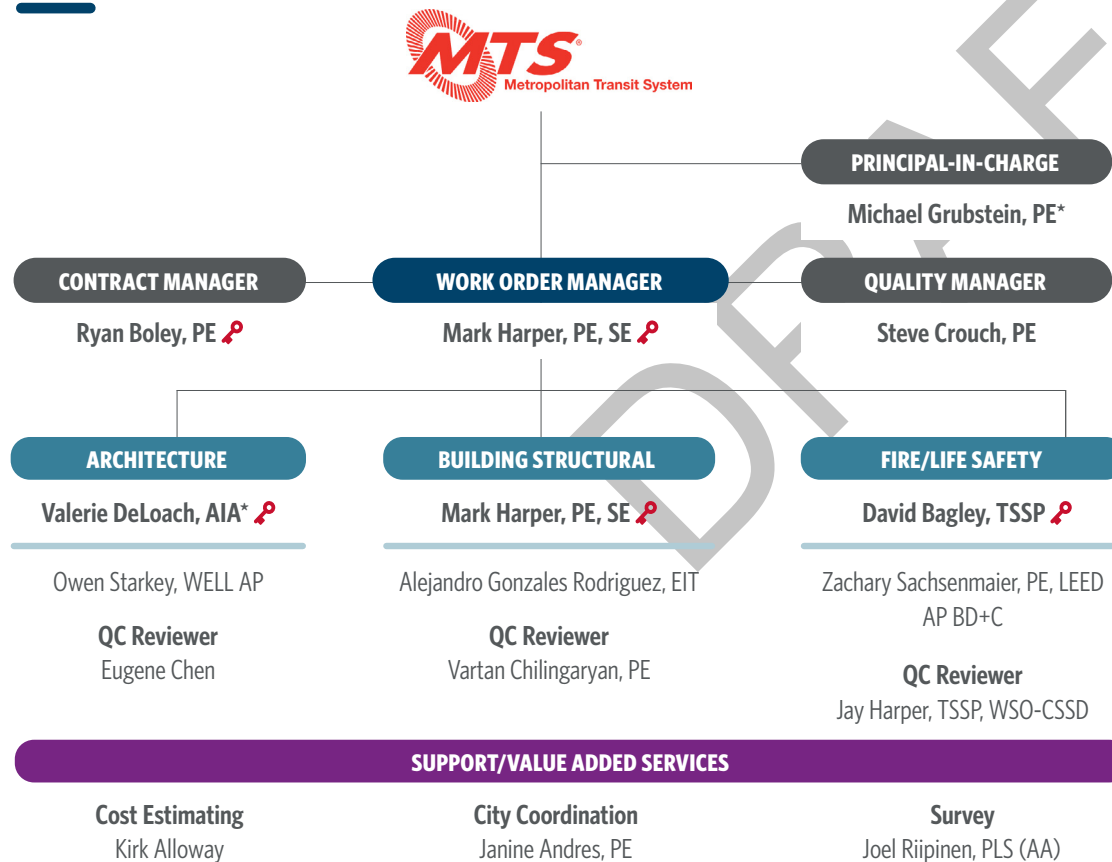 MTS®
Metropolitan Transit System
PRINCIPAL-IN-CHARGE
Michael Grubstein, PE*
CONTRACT MANAGER
Ryan Boley, PE
WORK ORDER MANAGER
Mark Harper, PE, SE
QUALITY MANAGER
Steve Crouch, PE
ARCHITECTURE
Valerie DeLoach, AIA*
Owen Starkey, WELL AP
QC Reviewer
Eugene Chen
BUILDING STRUCTURAL
Mark Harper, PE, SE
Alejandro Gonzales Rodriguez, EIT
QC Reviewer
Vartan Chilingaryan, PE
FIRE/LIFE SAFETY
David Bagley, TSSP
Zachary Sachsenmaier, PE, LEED
AP BD+C
QC Reviewer
Jay Harper, TSSP, WSO-CSSD
SUPPORT/VALUE ADDED SERVICES
Cost Estimating
Kirk Alloway
City Coordination
Janine Andres, PE
Survey
Joel Riipinen, PLS (AA)